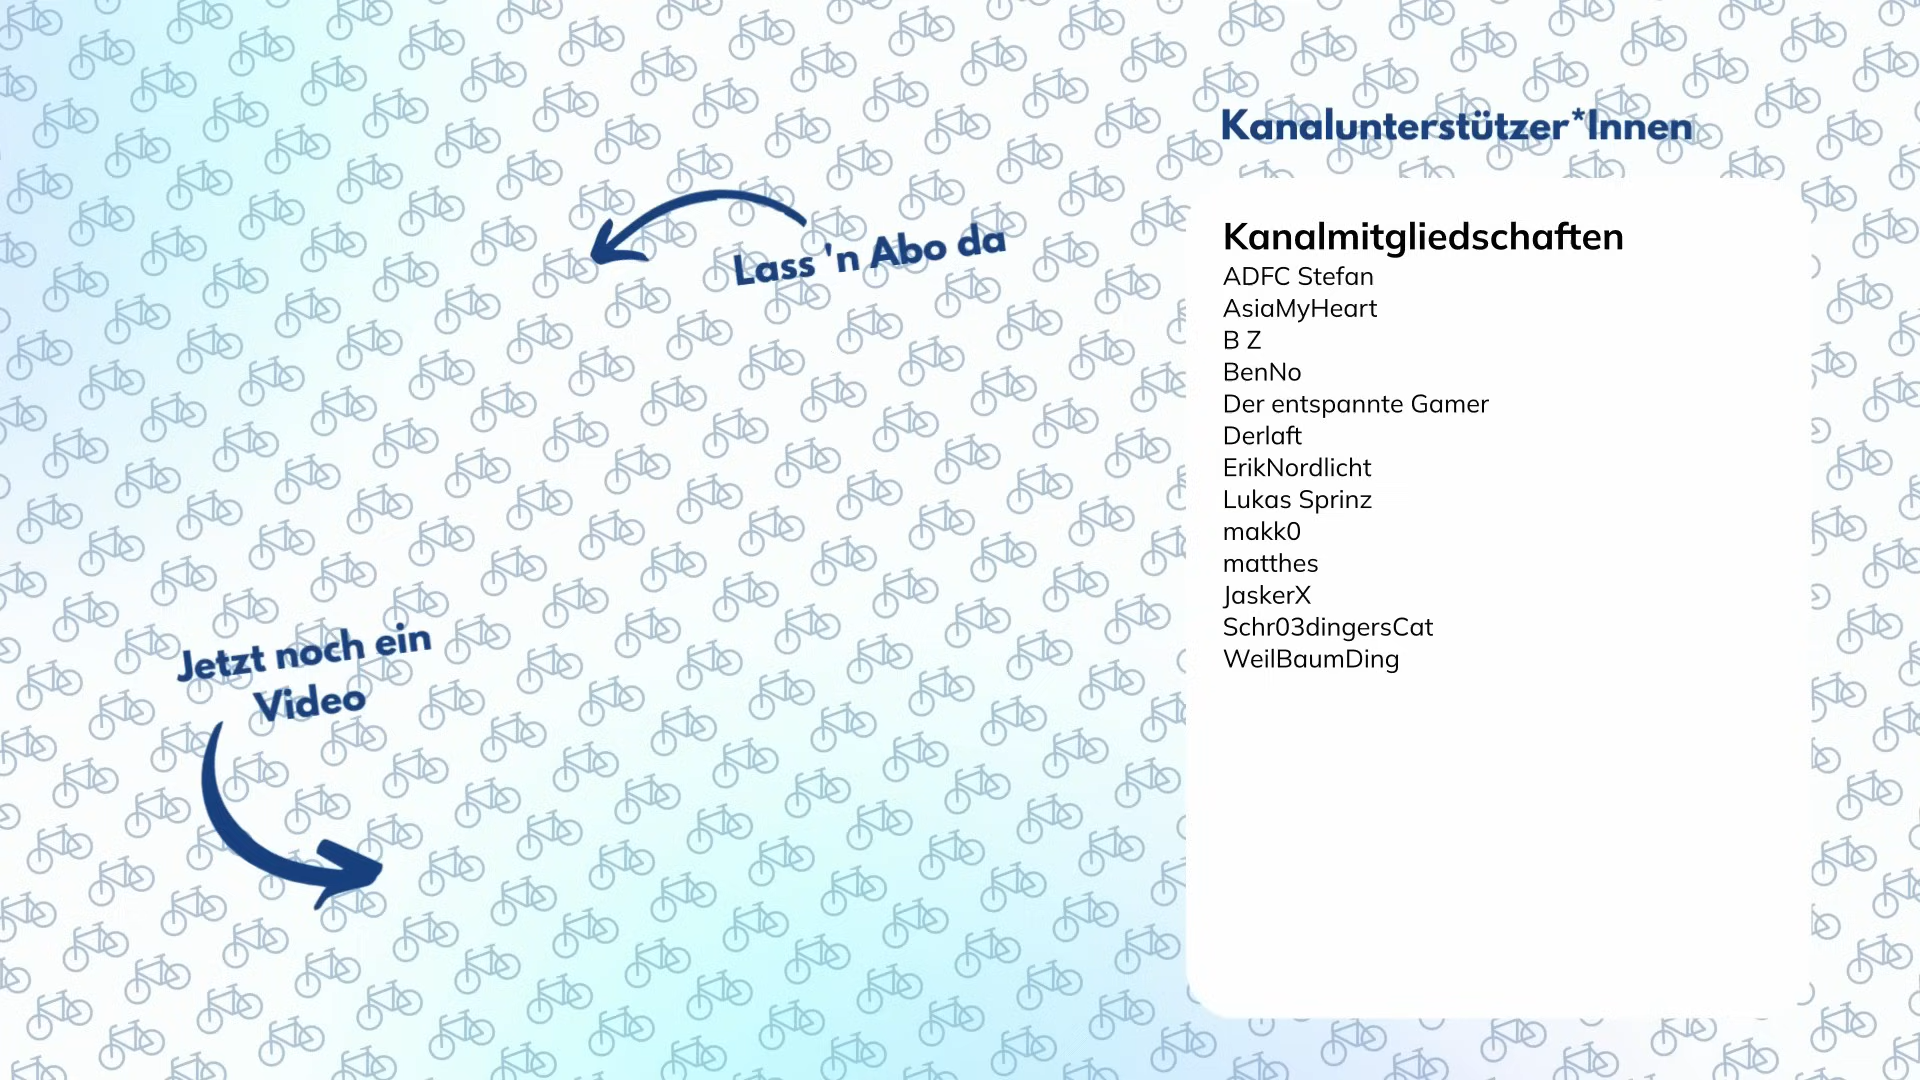 Kanalunterstützer*Innen
Lass 'n Abo da
Jetzt noch ein
Video
Kanalmitgliedschaften
ADFC Stefan
AsiaMyHeart
B Z
BenNo
Der entspannte Gamer
Derlaft
ErikNordlicht
Lukas Sprinz
makk0
matthes
JaskerX
Schr03dingersCat
WeilBaumDing